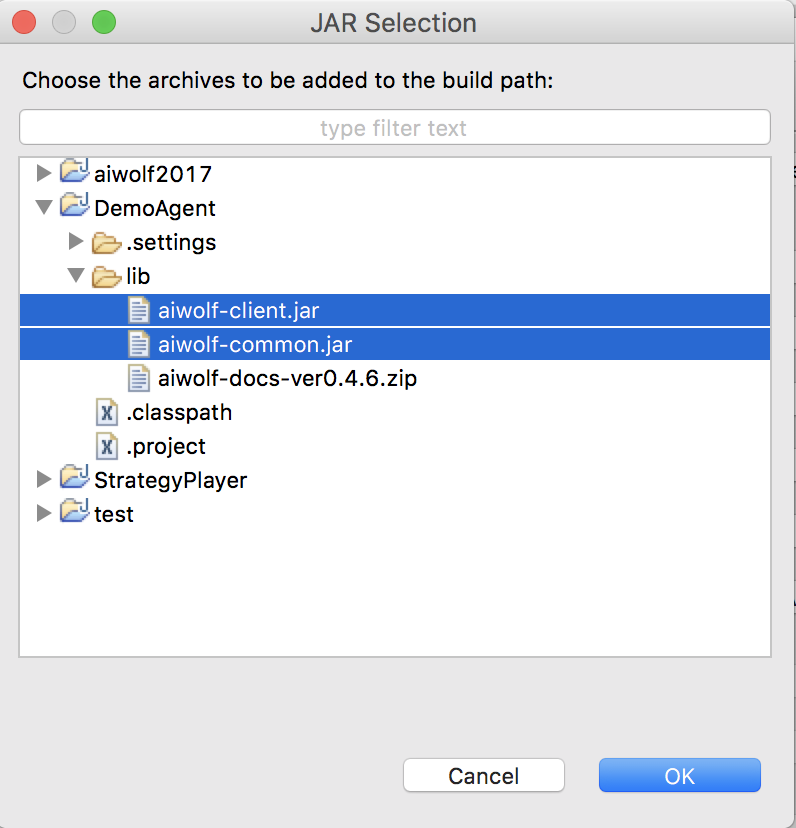 JAR Selection
Choose the archives to be added to the build path:
type filter text
aiwolf2017
DemoAgent
.settings
lib
aiwolf-client.jar
aiwolf-common.jar
aiwolf-docs-ver0.4.6.zip
.classpath
.project
StrategyPlayer
test
Cancel OK